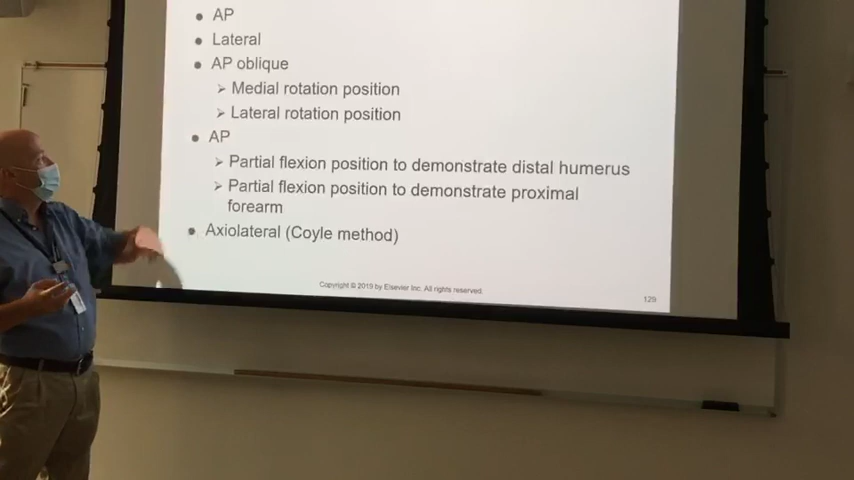 • AP
• Lateral
• AP oblique
➢ Medial rotation position
➢ Lateral rotation position
• AP
➢ Partial flexion position to demonstrate distal humerus
➢ Partial flexion position to demonstrate proximal
forearm
• Axiolateral (Coyle method)
Copyright © 2019 by Elsevier Inc. All rights reserved.
129